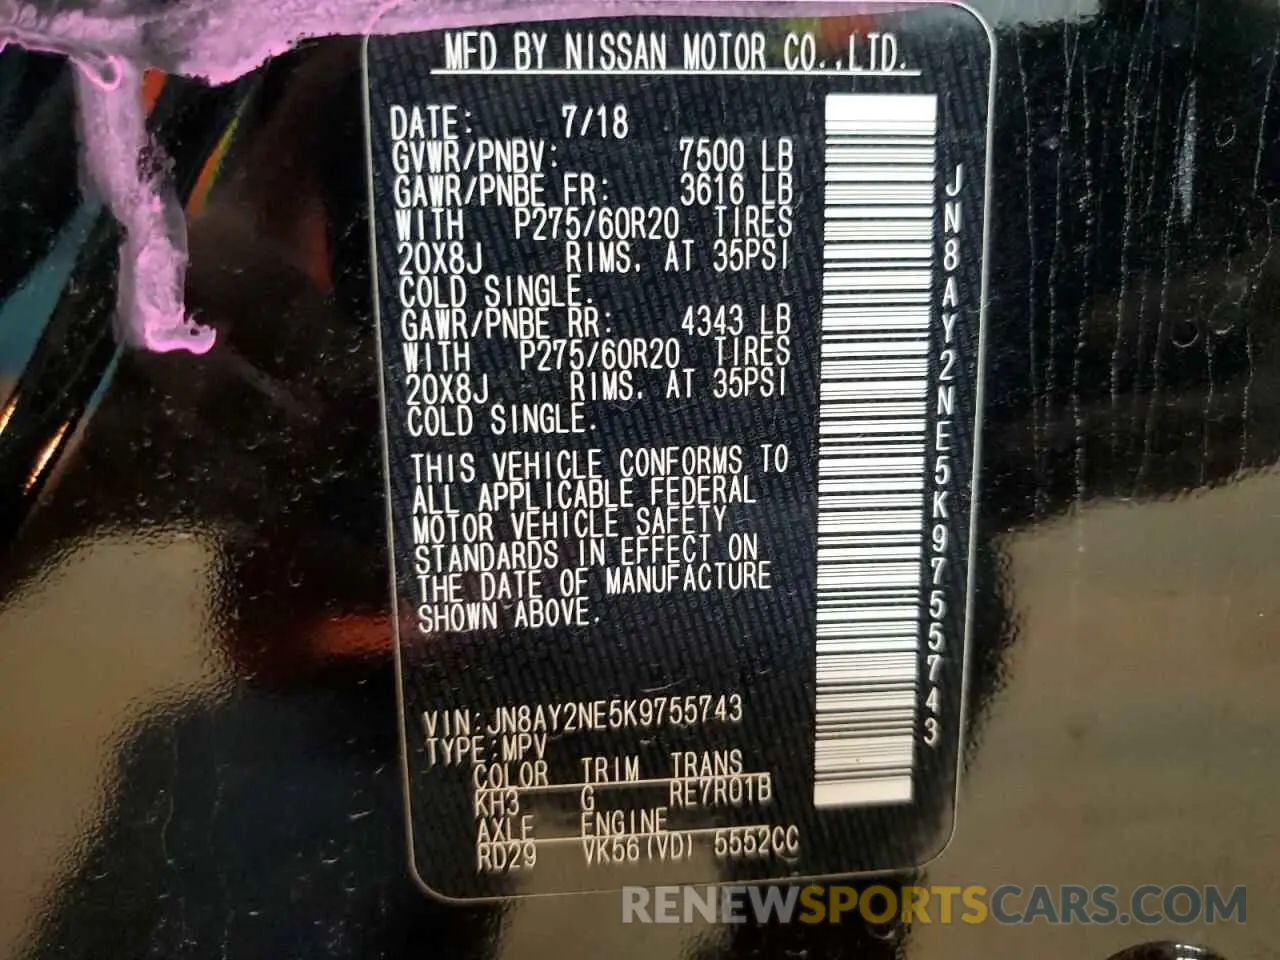 MFD BY NISSAN MOTOR CO.,LTD.
DATE: 7/18
GVWR/PNBV: 7500 LB
GAWR/PNBE FR: 3616 LB
WITH P275/60R20 TIRES
20X8J RIMS. AT 35PSI
COLD SINGLE.
GAWR/PNBE RR: 4343 LB
WITH P275/60R20 TIRES
20X8J RIMS. AT 35PSI
COLD SINGLE.
THIS VEHICLE CONFORMS TO
ALL APPLICABLE FEDERAL
MOTOR VEHICLE SAFETY
STANDARDS IN EFFECT ON
THE DATE OF MANUFACTURE
SHOWN ABOVE.
VIN:JN8AY2NE5K9755743
TYPE:MPV
COLOR TRIM TRANS
KH3 G RE7R01B
AXLE ENGINE
RD29 VK56(VD) 5552CC
JN8AY2NE5K9755743
RENEWSPORTSCARS.COM